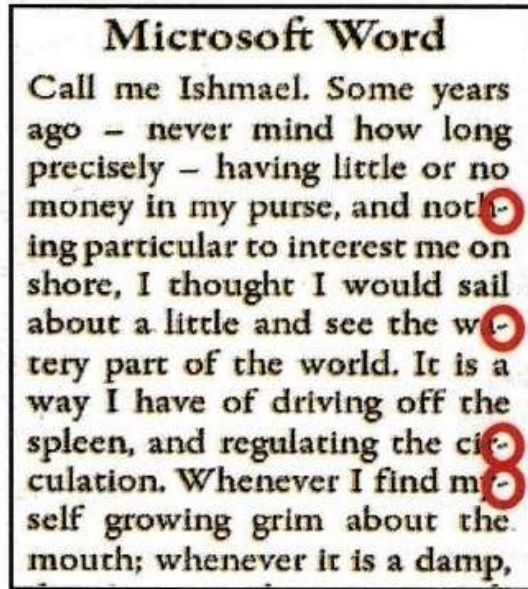 Microsoft Word
Call me Ishmael. Some years
ago – never mind how long
precisely – having little or no
money in my purse, and noth-
ing particular to interest me on
shore, I thought I would sail
about a little and see the wa-
tery part of the world. It is a
way I have of driving off the
spleen, and regulating the cir-
culation. Whenever I find my-
self growing grim about the
mouth; whenever it is a damp,